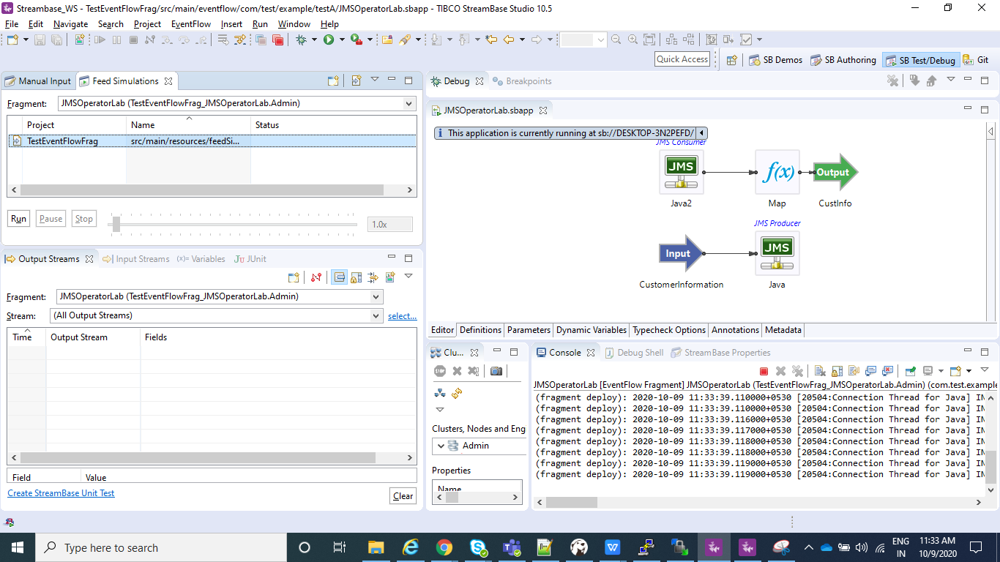 Streambase_WS - TestEventFlowFrag/src/main/eventflow/com/test/example/testA/JMSOperatorLab.sbapp - TIBCO StreamBase Studio 10.5
File Edit Navigate Search Project EventFlow Insert Run Window Help
Quick Access SB Demos SB Authoring SB Test/Debug Git
Manual Input Feed Simulations
Fragment: JMSOperatorLab (TestEventFlowFrag_JMSOperatorLab.Admin)
Project Name Status
TestEventFlowFrag src/main/resources/feedSi...
Run Pause Stop 1.0x
Output Streams Input Streams (x)= Variables JU JUnit
Fragment: JMSOperatorLab (TestEventFlowFrag_JMSOperatorLab.Admin)
Stream: (All Output Streams) select...
Time Output Stream Fields
Field Value
Create StreamBase Unit Test Clear
Debug Breakpoints
JMSOperatorLab.sbapp
i This application is currently running at sb://DESKTOP-3N2PEFD/
JMS Consumer
JMS f(x) Output
Java2 Map CustInfo
JMS Producer
Input JMS
CustomerInformation Java
Editor Definitions Parameters Dynamic Variables Typecheck Options Annotations Metadata
Clu...
STOP
Clusters, Nodes and Eng
Admin
Properties
Name
Console Debug Shell StreamBase Properties
JMSOperatorLab [EventFlow Fragment] JMSOperatorLab (TestEventFlowFrag_JMSOperatorLab.Admin) (com.test.example
(fragment deploy): 2020-10-09 11:33:39.110000+0530 [20504:Connection Thread for Java] IN
(fragment deploy): 2020-10-09 11:33:39.110000+0530 [20504:Connection Thread for Java] IN
(fragment deploy): 2020-10-09 11:33:39.116000+0530 [20504:Connection Thread for Java] IN
(fragment deploy): 2020-10-09 11:33:39.117000+0530 [20504:Connection Thread for Java] IN
(fragment deploy): 2020-10-09 11:33:39.118000+0530 [20504:Connection Thread for Java] IN
(fragment deploy): 2020-10-09 11:33:39.118000+0530 [20504:Connection Thread for Java] IN
(fragment deploy): 2020-10-09 11:33:39.119000+0530 [20504:Connection Thread for Java] IN
(fragment deploy): 2020-10-09 11:33:39.119000+0530 [20504:Connection Thread for Java] IN
Type here to search
ENG
IN
11:33 AM
10/9/2020